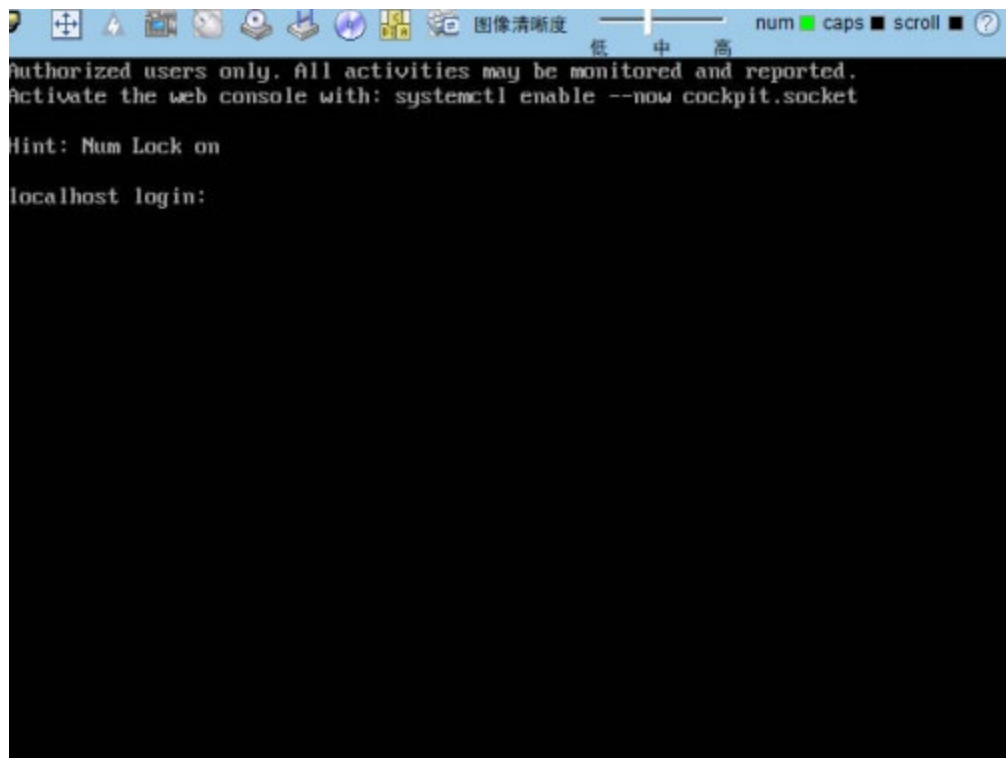 图像清晰度 低 中 高 num caps scroll ?
Authorized users only. All activities may be monitored and reported.
Activate the web console with: systemctl enable --now cockpit.socket
Hint: Num Lock on
localhost login: